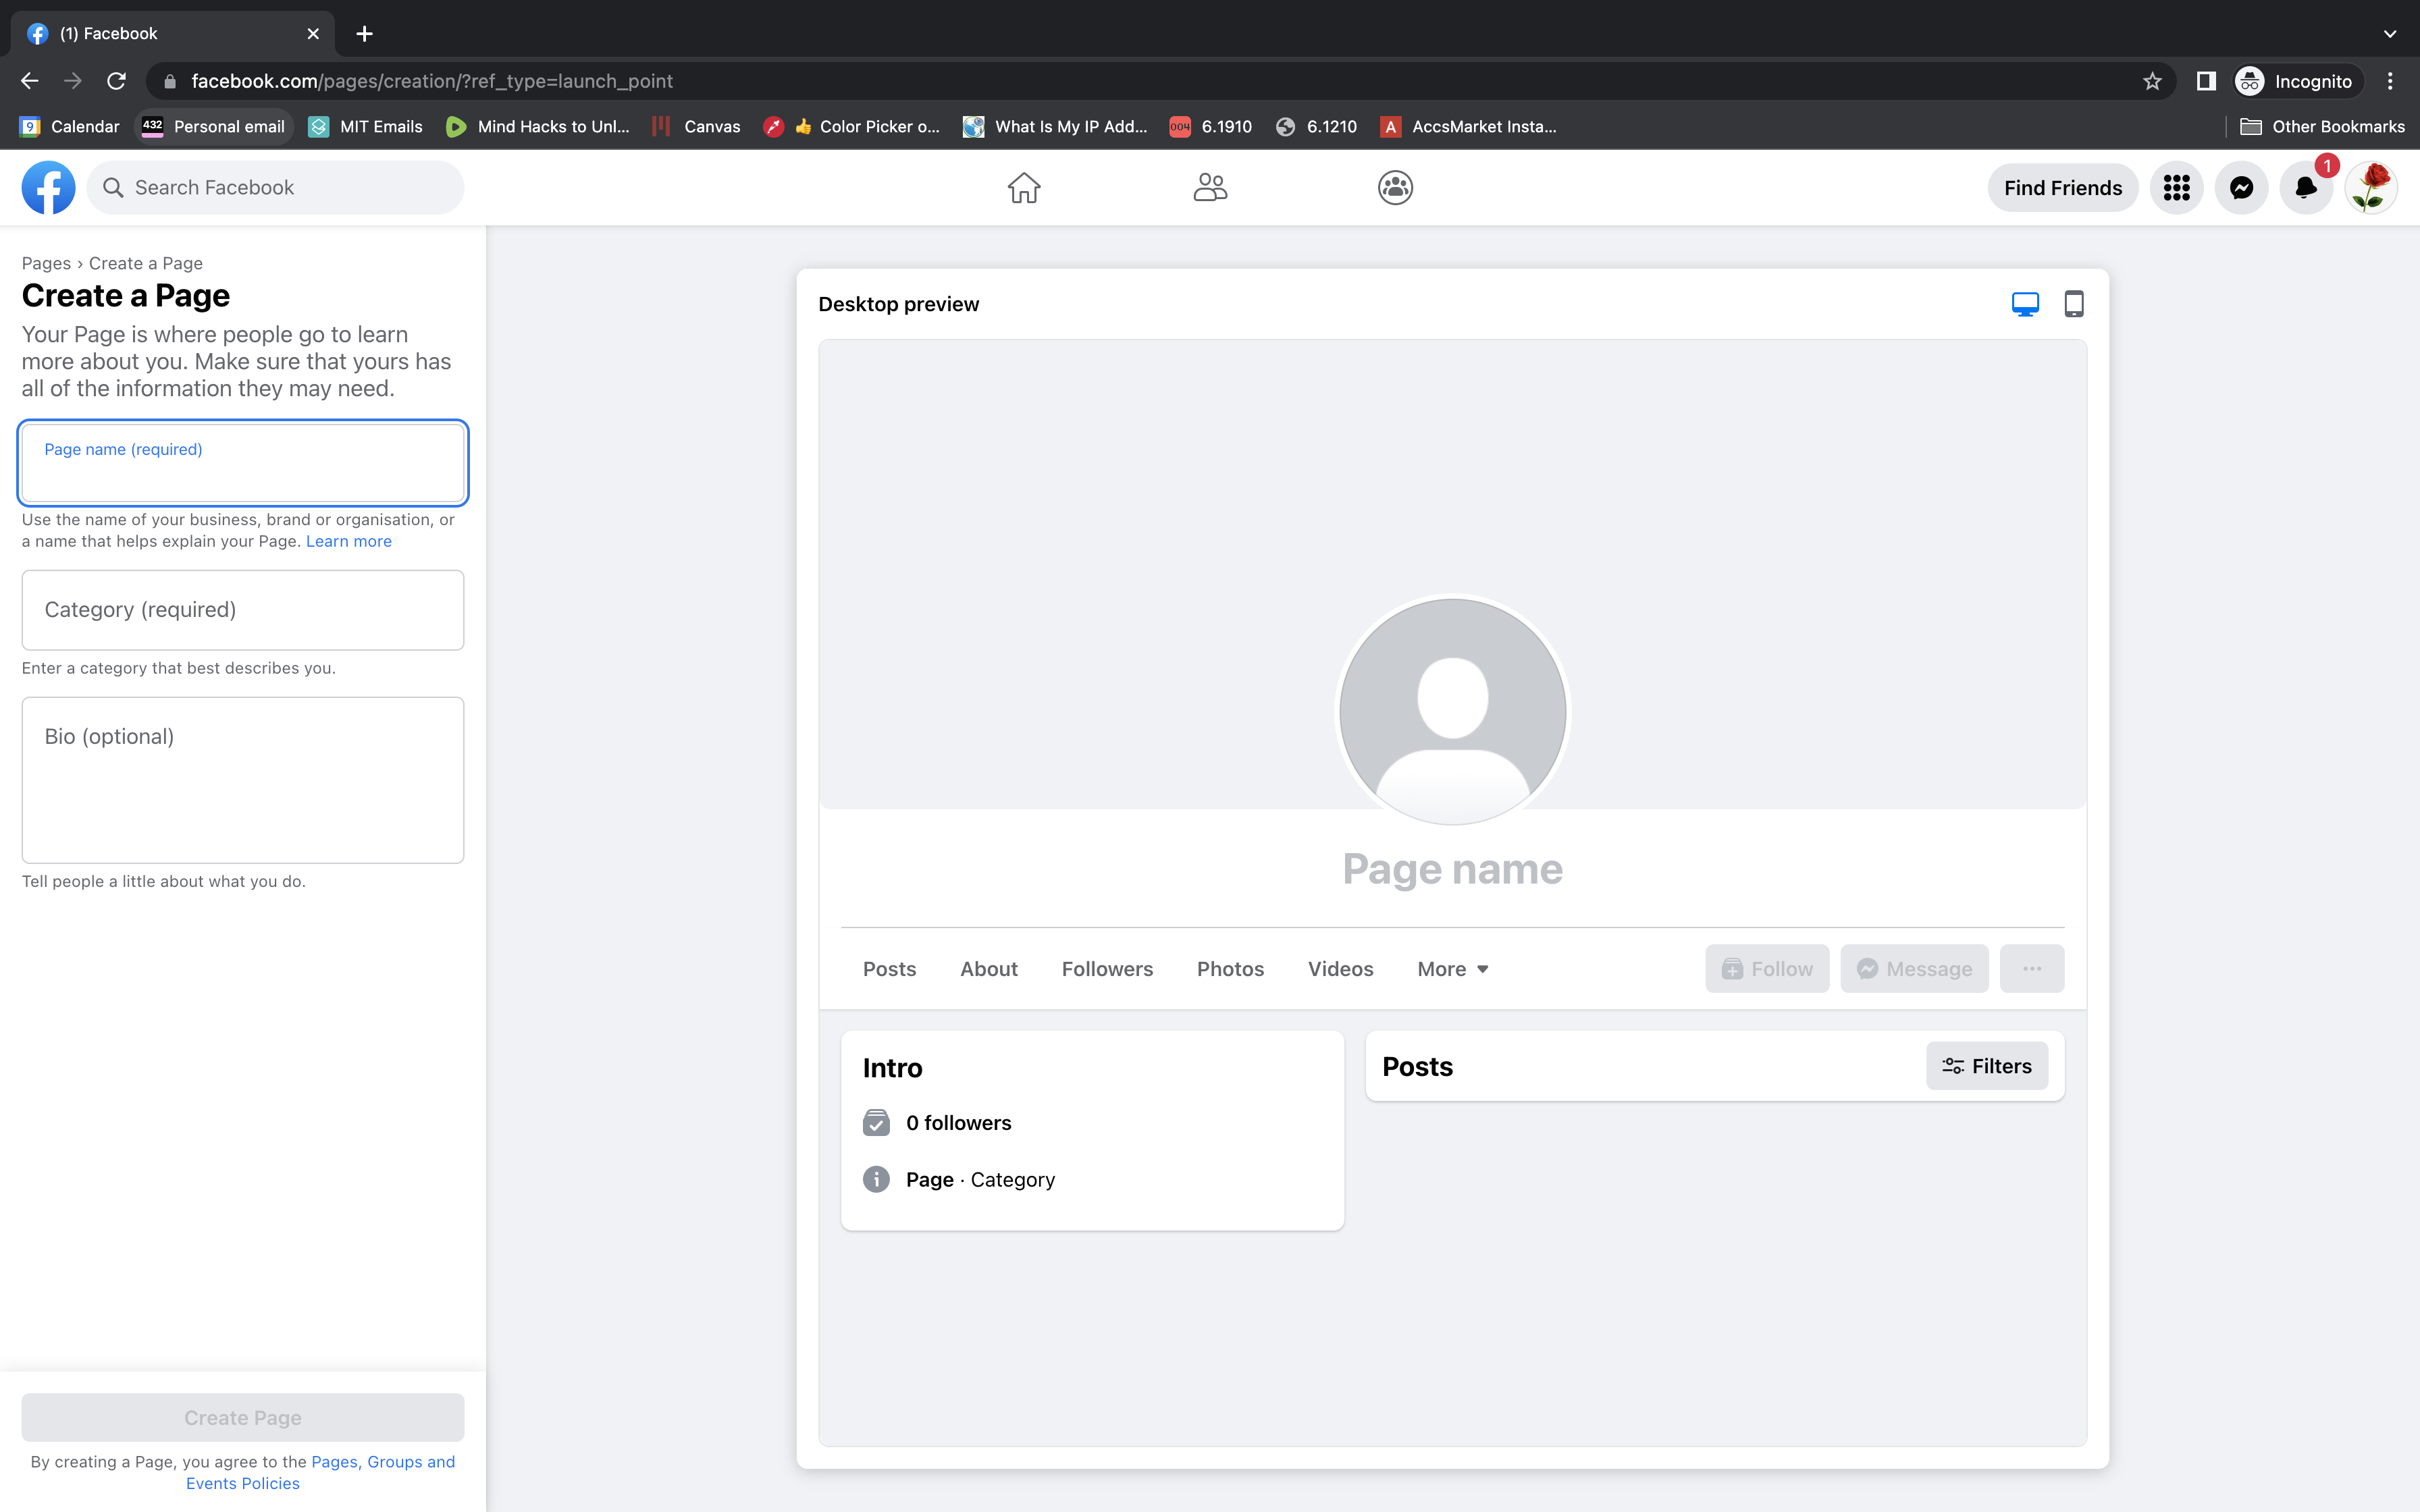 (1) Facebook
facebook.com/pages/creation/?ref_type=launch_point
Incognito
9 Calendar
432 Personal email
MIT Emails
Mind Hacks to Unl...
Canvas
👍 Color Picker o...
What Is My IP Add...
004 6.1910
6.1210
A AccsMarket Insta...
Other Bookmarks
Search Facebook
Find Friends
1
Pages › Create a Page
Create a Page
Your Page is where people go to learn
more about you. Make sure that yours has
all of the information they may need.
Page name (required)
Use the name of your business, brand or organisation, or
a name that helps explain your Page. Learn more
Category (required)
Enter a category that best describes you.
Bio (optional)
Tell people a little about what you do.
Create Page
By creating a Page, you agree to the Pages, Groups and
Events Policies
Desktop preview
Page name
Posts
About
Followers
Photos
Videos
More
Follow
Message
Intro
0 followers
Page · Category
Posts
Filters